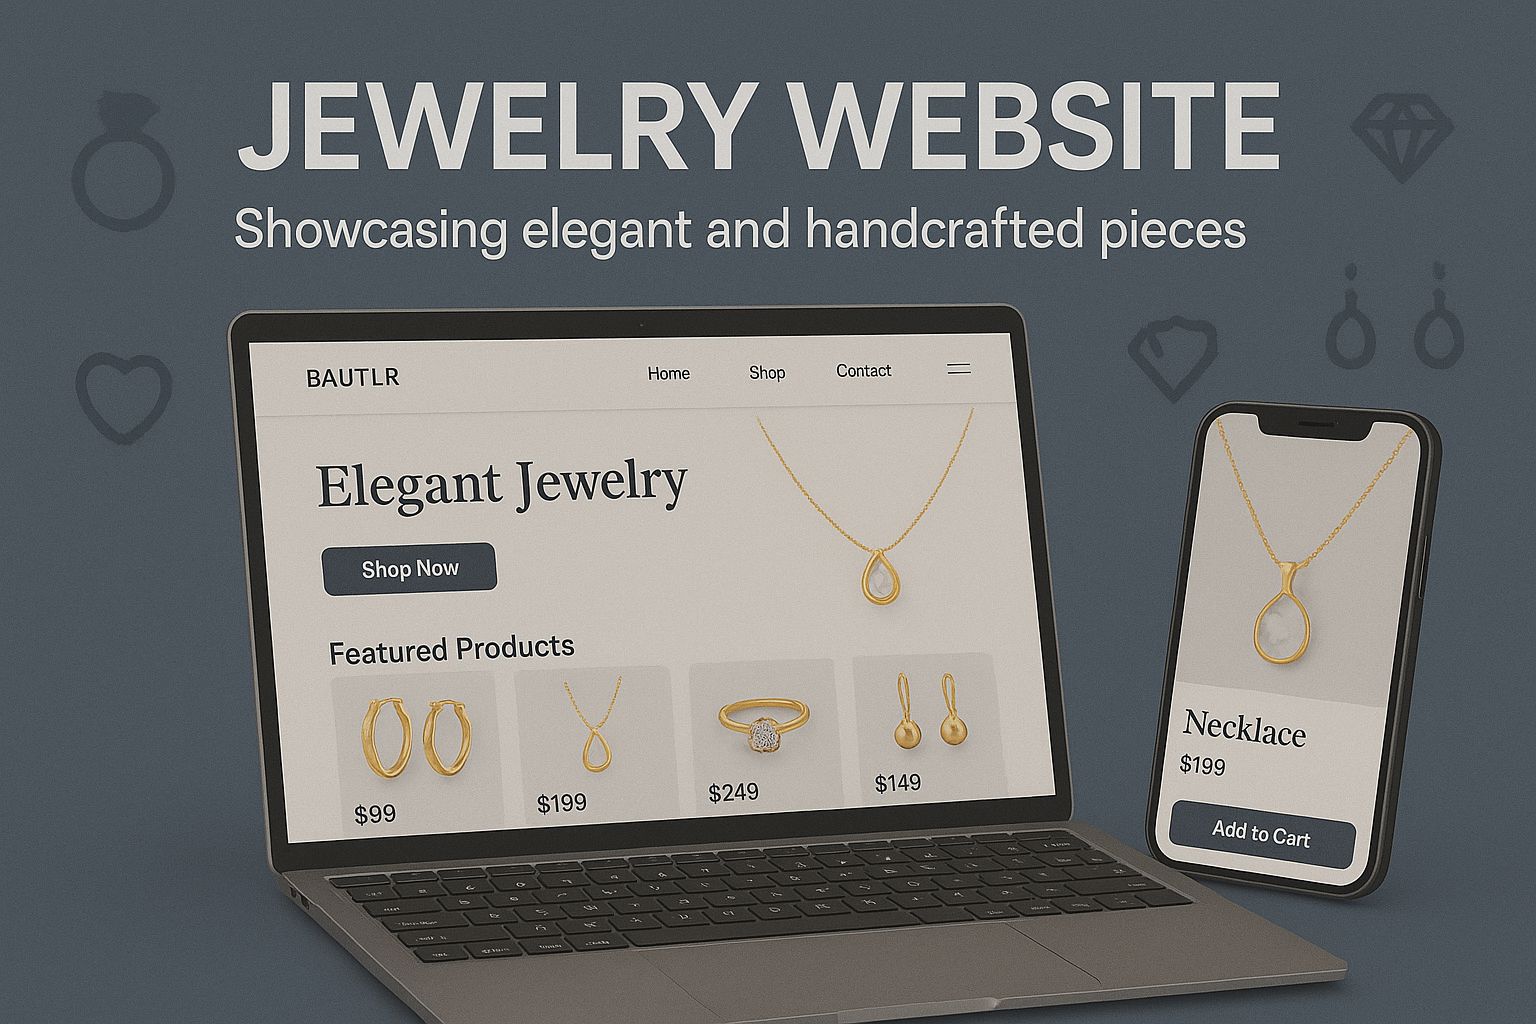 JEWELRY WEBSITE
Showcasing elegant and handcrafted pieces
BAUTLR
Home Shop Contact
Elegant Jewelry
Shop Now
Featured Products
$99 $199 $249 $149
Necklace
$199
Add to Cart